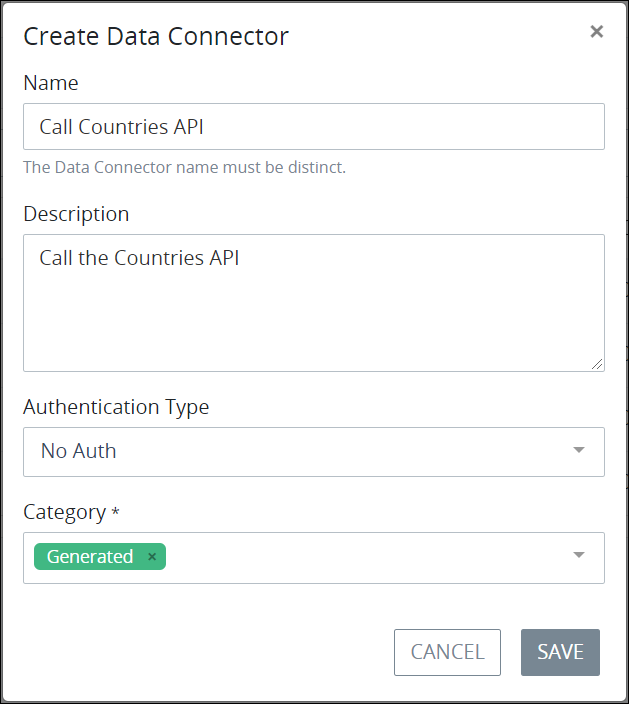 Create Data Connector
×
Name
Call Countries API
The Data Connector name must be distinct.
Description
Call the Countries API
Authentication Type
No Auth
Category *
Generated ×
CANCEL SAVE